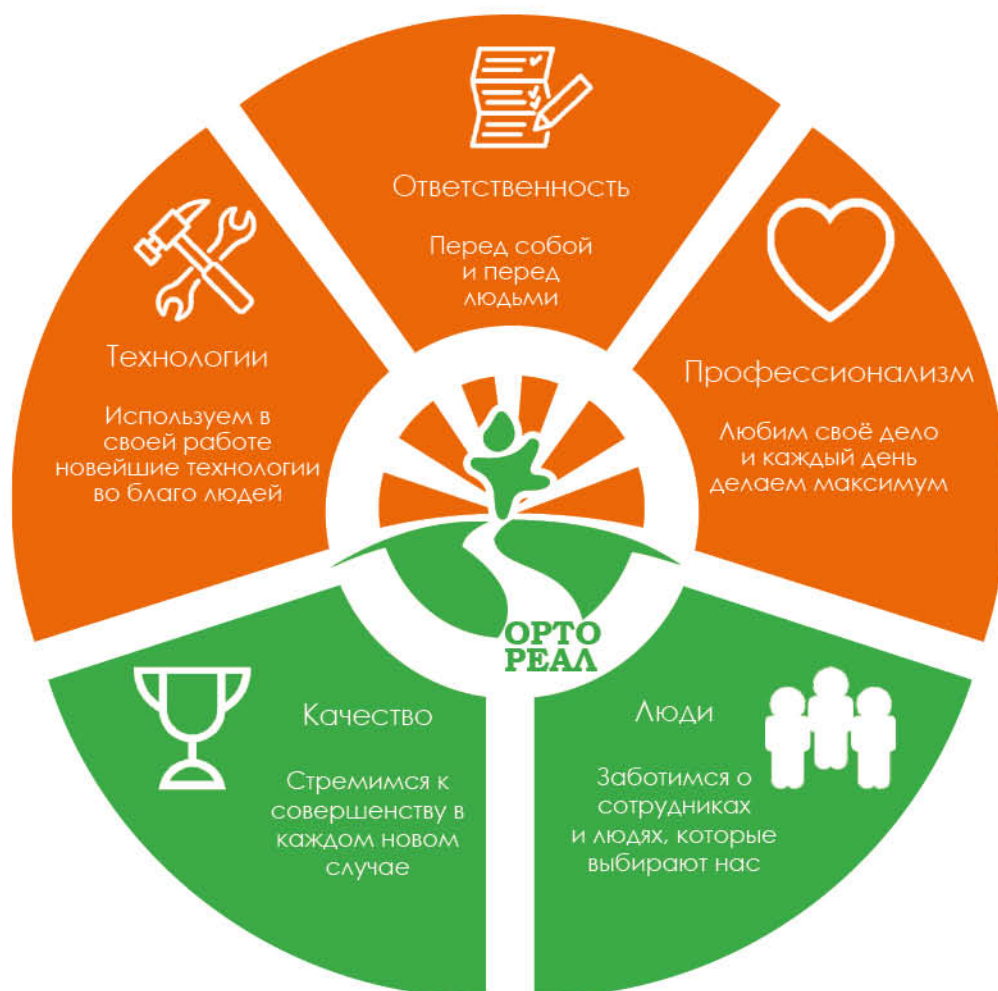 Ответственность
Перед собой
и перед
людьми
Технологии
Используем в
своей работе
новейшие технологии
во благо людей
Профессионализм
Любим своё дело
и каждый день
делаем максимум
ОРТО
РЕАЛ
Качество
Стремимся к
совершенству в
каждом новом
случае
Люди
Заботимся о
сотрудниках
и людях, которые
выбирают нас